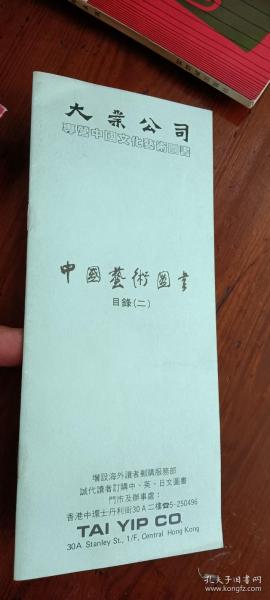 大業公司
專營中國文化藝術圖書
中國藝術圖書
目錄(二)
增設海外讀者郵購服務部
誠代讀者訂購中、英、日文圖書
門市及辦事處:
香港中環士丹利街30A二樓☎5-250496
TAI YIP CO.
30A Stanley St., 1/F, Central Hong Kong
孔夫子旧书网